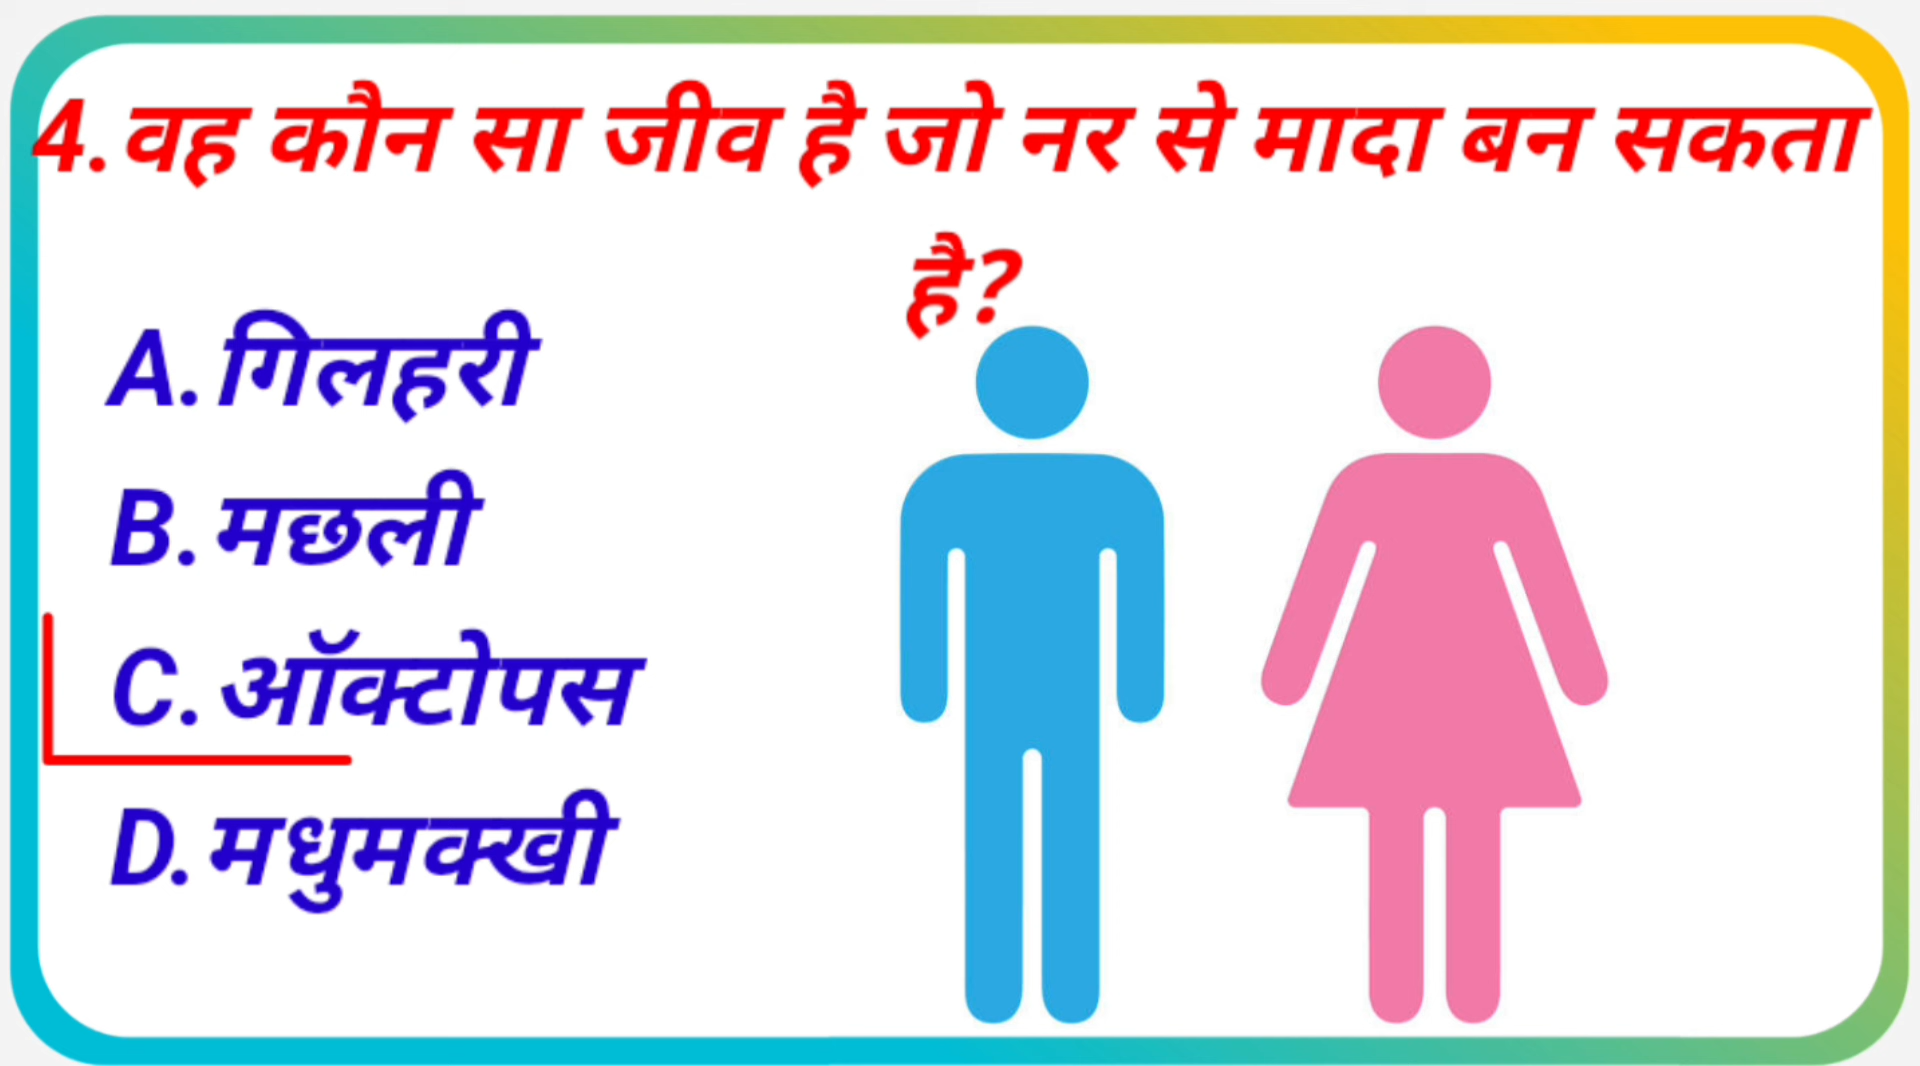 4.वह कौन सा जीव है जो नर से मादा बन सकता
है?
A.गिलहरी
B.मछली
C.ऑक्टोपस
D.मधुमक्खी